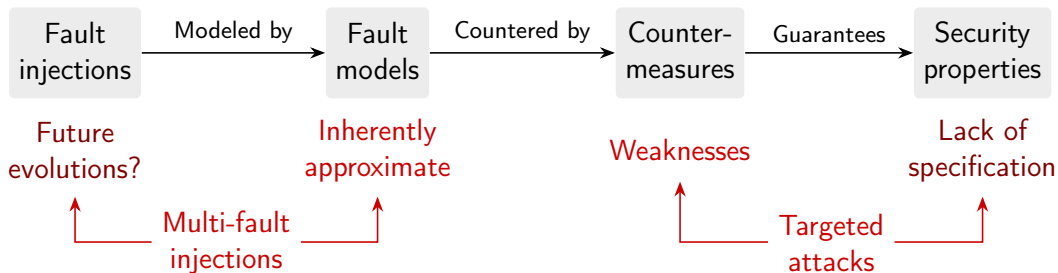 Fault
injections
Modeled by
Fault
models
Countered by
Counter-
measures
Guarantees
Security
properties
Future
evolutions?
Inherently
approximate
Weaknesses
Lack of
specification
Multi-fault
injections
Targeted
attacks